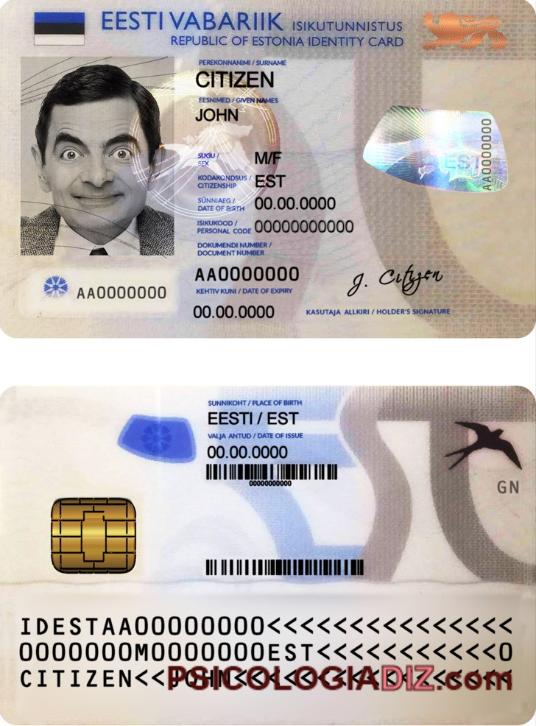 EESTI VABARIIK ISIKUTUNNISTUS
REPUBLIC OF ESTONIA IDENTITY CARD
PEREKONNANIMI / SURNAME
CITIZEN
EESNIMED / GIVEN NAMES
JOHN
SUGU / SEX M/F
KODAKONDSUS / CITIZENSHIP EST
SÜNNIAEG / DATE OF BIRTH 00.00.0000
ISIKUKOOD / PERSONAL CODE 00000000000
DOKUMENDI NUMBER / DOCUMENT NUMBER
AA0000000
KEHTIV KUNI / DATE OF EXPIRY
00.00.0000
AA0000000
J. Citizen
KASUTAJA ALLKIRI / HOLDER'S SIGNATURE
EST
AA0000000
SÜNNIKOHT / PLACE OF BIRTH
EESTI / EST
VÄLJA ANTUD / DATE OF ISSUE
00.00.0000
00000000000
GN
IDESTAA00000000<<<<<<<<<<<<<<<
0000000M0000000EST<<<<<<<<<<<0
CITIZEN<<JOHN<<<<<<<<<<<<<<<<<
PSICOLOGIADIZ.com